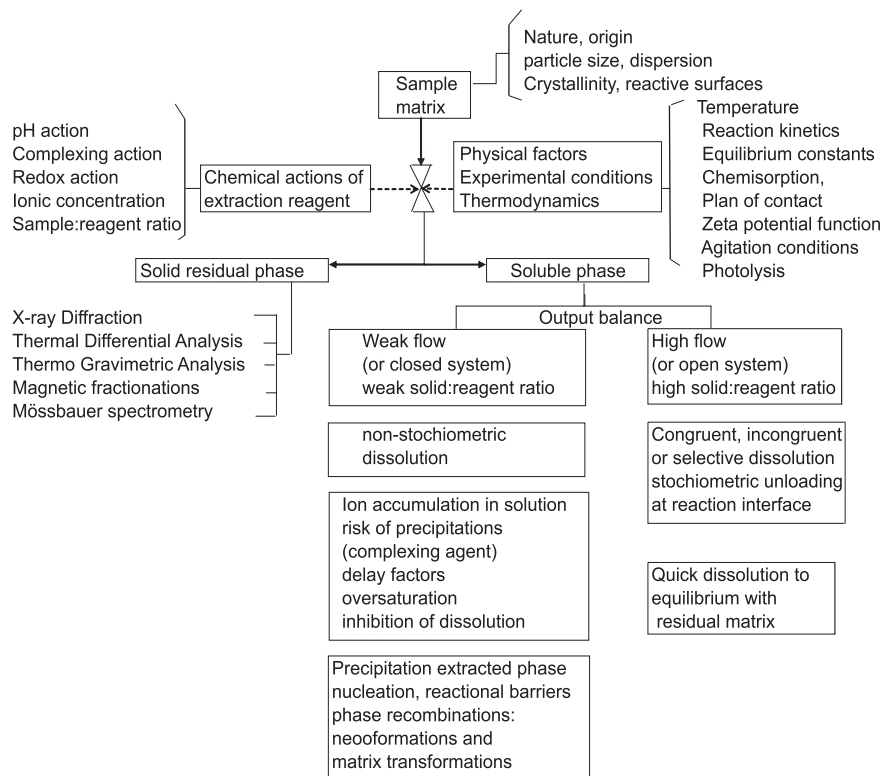 Nature, origin
particle size, dispersion
Crystallinity, reactive surfaces
Sample
matrix
pH action
Complexing action
Redox action
Ionic concentration
Sample:reagent ratio
Chemical actions of
extraction reagent
Physical factors
Experimental conditions
Thermodynamics
Temperature
Reaction kinetics
Equilibrium constants
Chemisorption,
Plan of contact
Zeta potential function
Agitation conditions
Photolysis
Solid residual phase
Soluble phase
X-ray Diffraction
Thermal Differential Analysis
Thermo Gravimetric Analysis
Magnetic fractionations
Mössbauer spectrometry
Output balance
Weak flow
(or closed system)
weak solid:reagent ratio
High flow
(or open system)
high solid:reagent ratio
non-stochiometric
dissolution
Congruent, incongruent
or selective dissolution
stochiometric unloading
at reaction interface
Ion accumulation in solution
risk of precipitations
(complexing agent)
delay factors
oversaturation
inhibition of dissolution
Quick dissolution to
equilibrium with
residual matrix
Precipitation extracted phase
nucleation, reactional barriers
phase recombinations:
neooformations and
matrix transformations